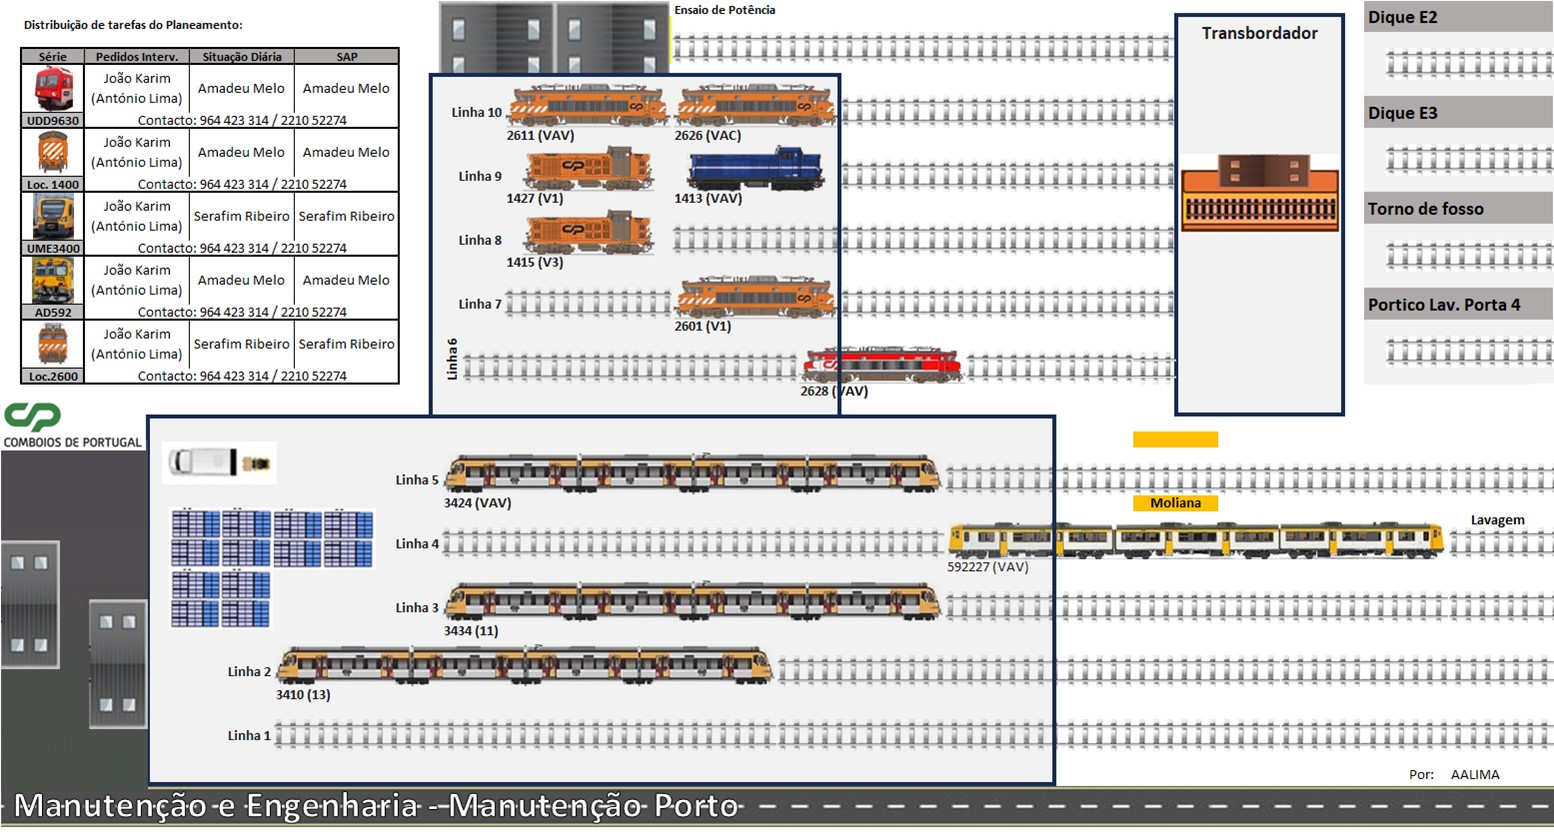 Distribuição de tarefas do Planeamento:
Série Pedidos Interv. Situação Diária SAP
João Karim
(António Lima) Amadeu Melo Amadeu Melo
UDD9630 Contacto: 964 423 314 / 2210 52274
João Karim
(António Lima) Amadeu Melo Amadeu Melo
Loc. 1400 Contacto: 964 423 314 / 2210 52274
João Karim
(António Lima) Serafim Ribeiro Serafim Ribeiro
UME3400 Contacto: 964 423 314 / 2210 52274
João Karim
(António Lima) Amadeu Melo Amadeu Melo
AD592 Contacto: 964 423 314 / 2210 52274
João Karim
(António Lima) Serafim Ribeiro Serafim Ribeiro
Loc.2600 Contacto: 964 423 314 / 2210 52274
CP
COMBOIOS DE PORTUGAL
Ensaio de Potência
Linha 10
2611 (VAV) 2626 (VAC)
Linha 9
1427 (V1) 1413 (VAV)
Linha 8
1415 (V3)
Linha 7
2601 (V1)
Linha 6
2628 (VAV)
Transbordador
Dique E2
Dique E3
Torno de fosso
Portico Lav. Porta 4
Linha 5
3424 (VAV)
Moliana
Linha 4
Lavagem
592227 (VAV)
Linha 3
3434 (11)
Linha 2
3410 (13)
Linha 1
Por: AALIMA
Manutenção e Engenharia - Manutenção Porto